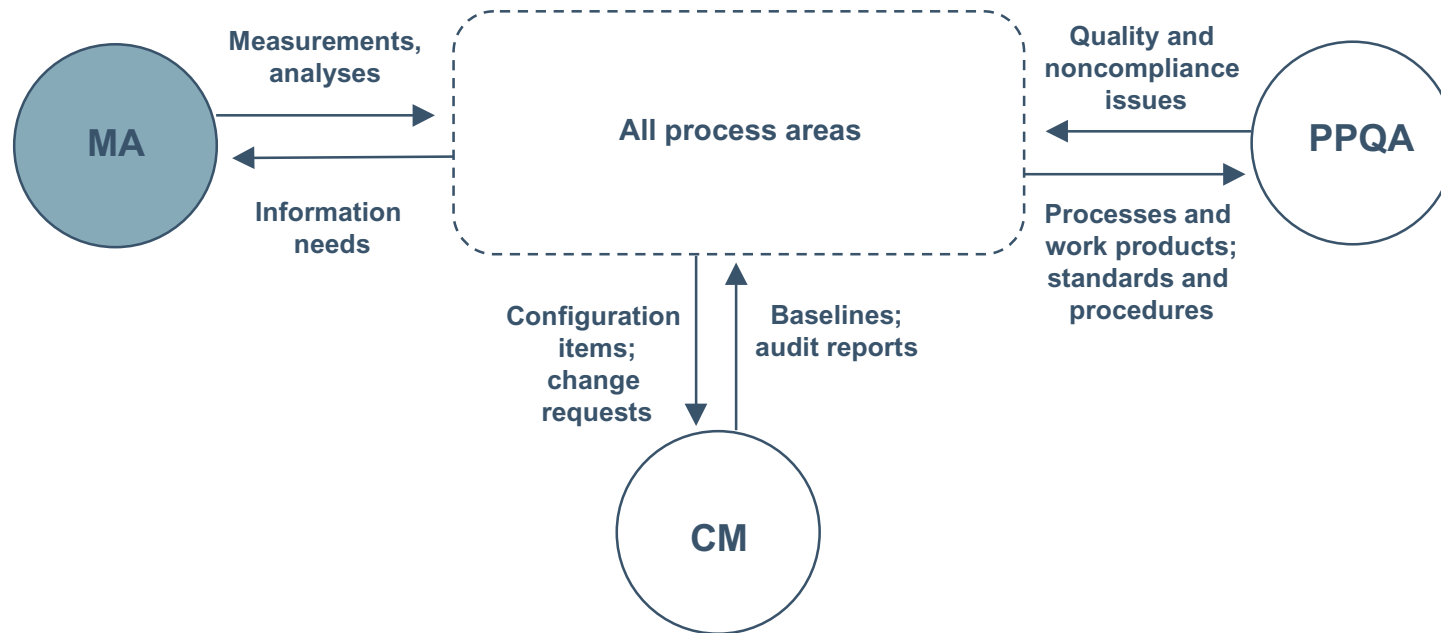 Measurements,
analyses
MA
Information
needs
All process areas
Quality and
noncompliance
issues
PPQA
Processes and
work products;
standards and
procedures
Configuration
items;
change
requests
Baselines;
audit reports
CM